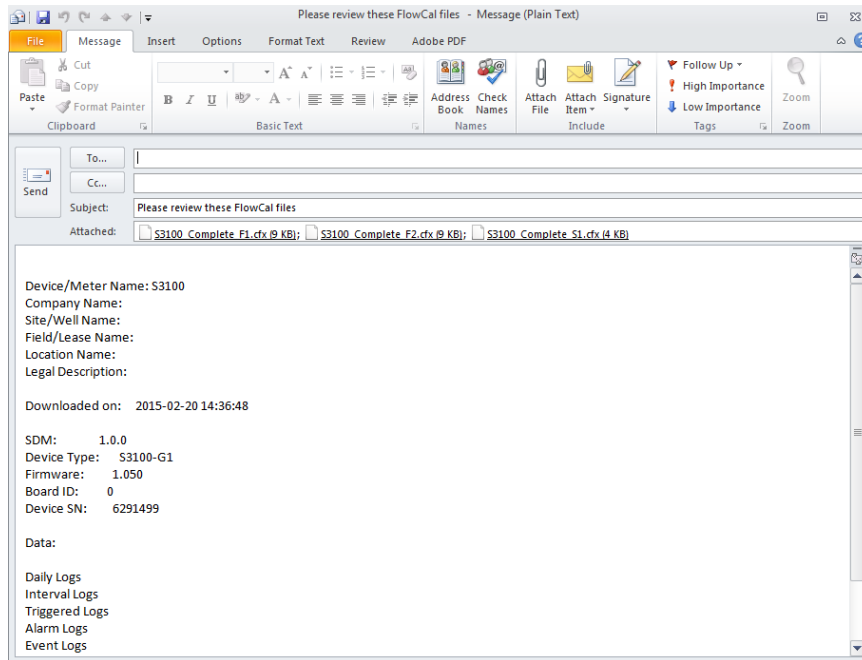 Please review these FlowCal files - Message (Plain Text)
File Message Insert Options Format Text Review Adobe PDF
Paste
Cut
Copy
Format Painter
Clipboard
B I U
Basic Text
Address Book
Check Names
Names
Attach File
Attach Item
Signature
Include
Follow Up
High Importance
Low Importance
Tags
Zoom
Zoom
Send
To...
Cc...
Subject: Please review these FlowCal files
Attached: S3100_Complete_F1.cfx (9 KB); S3100_Complete_F2.cfx (9 KB); S3100_Complete_S1.cfx (4 KB)
Device/Meter Name: S3100
Company Name:
Site/Well Name:
Field/Lease Name:
Location Name:
Legal Description:
Downloaded on: 2015-02-20 14:36:48
SDM: 1.0.0
Device Type: S3100-G1
Firmware: 1.050
Board ID: 0
Device SN: 6291499
Data:
Daily Logs
Interval Logs
Triggered Logs
Alarm Logs
Event Logs